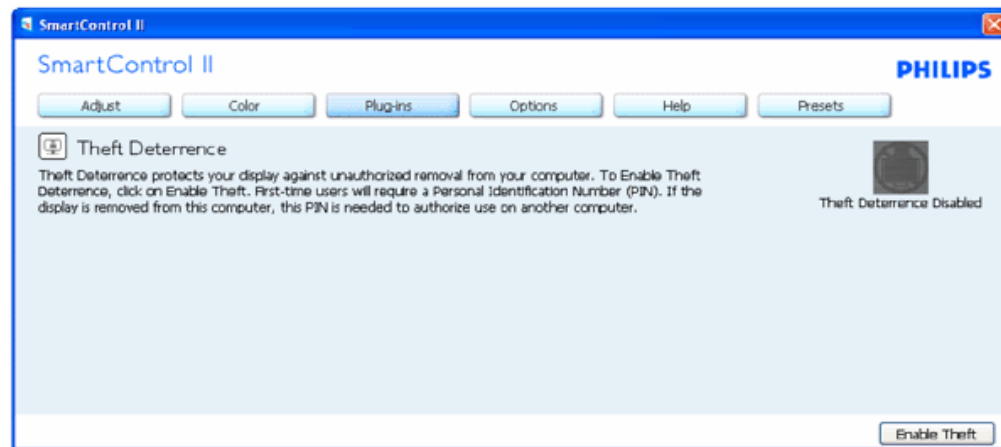 SmartControl II
SmartControl II
PHILIPS
Adjust
Color
Plug-ins
Options
Help
Presets
Theft Deterrence
Theft Deterrence protects your display against unauthorized removal from your computer. To Enable Theft
Deterrence, click on Enable Theft. First-time users will require a Personal Identification Number (PIN). If the
display is removed from this computer, this PIN is needed to authorize use on another computer.
Theft Deterrence Disabled
Enable Theft